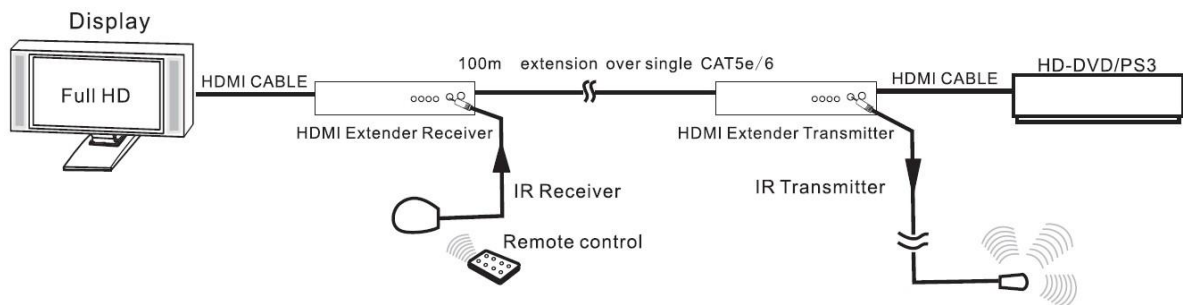 Display
Full HD
HDMI CABLE
100m extension over single CAT5e/6
HDMI CABLE
HD-DVD/PS3
HDMI Extender Receiver
HDMI Extender Transmitter
IR Receiver
IR Transmitter
Remote control